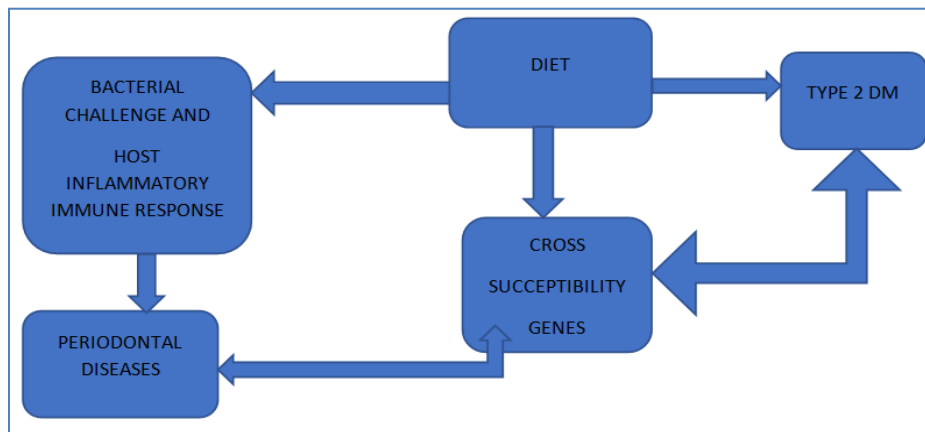 BACTERIAL
CHALLENGE AND
HOST
INFLAMMATORY
IMMUNE RESPONSE
DIET
TYPE 2 DM
CROSS
SUCCEPTIBILITY
GENES
PERIODONTAL
DISEASES